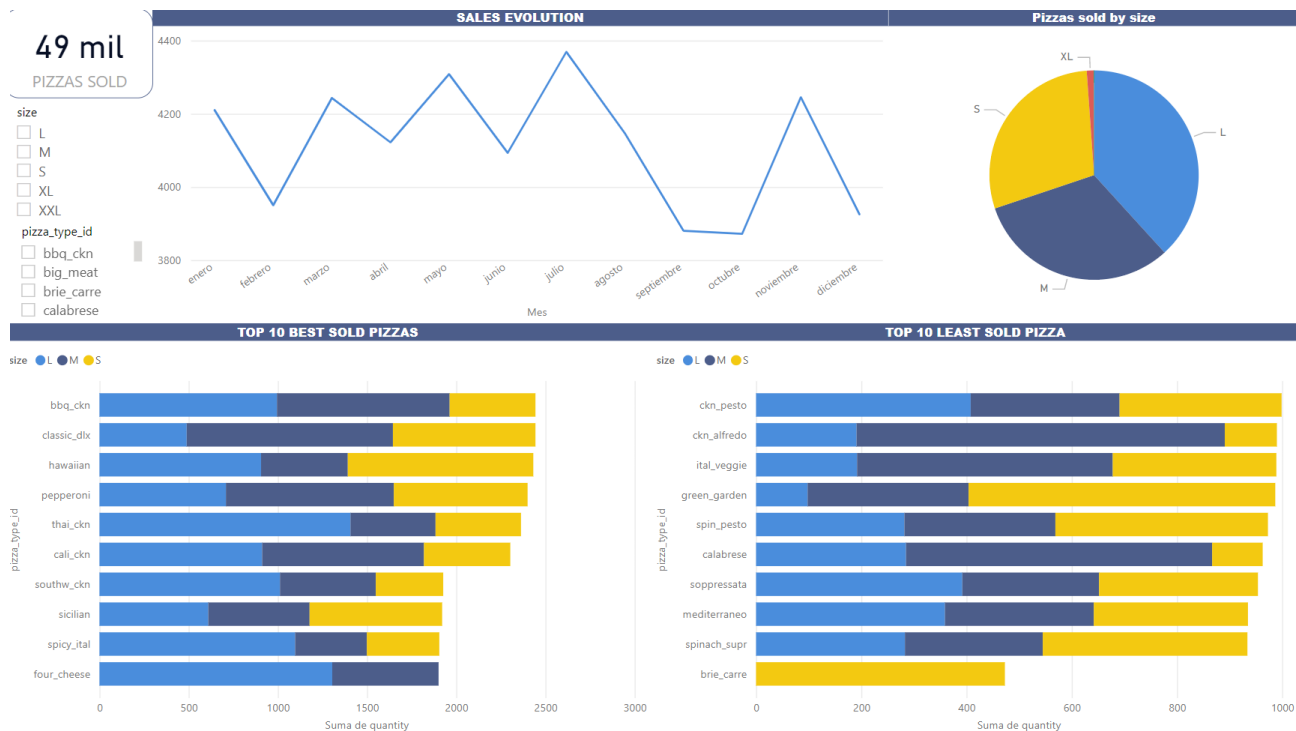 49 mil
PIZZAS SOLD
size
L
M
S
XL
XXL
pizza_type_id
bbq_ckn
big_meat
brie_carre
calabrese
SALES EVOLUTION
4400
4200
4000
3800
enero
febrero
marzo
abril
mayo
junio
julio
agosto
septiembre
octubre
noviembre
diciembre
Mes
Pizzas sold by size
XL
S
L
M
TOP 10 BEST SOLD PIZZAS
size L M S
pizza_type_id
bbq_ckn
classic_dlx
hawaiian
pepperoni
thai_ckn
cali_ckn
southw_ckn
sicilian
spicy_ital
four_cheese
0 500 1000 1500 2000 2500 3000
Suma de quantity
TOP 10 LEAST SOLD PIZZA
size L M S
pizza_type_id
ckn_pesto
ckn_alfredo
ital_veggie
green_garden
spin_pesto
calabrese
soppressata
mediterraneo
spinach_supr
brie_carre
0 200 400 600 800 1000
Suma de quantity